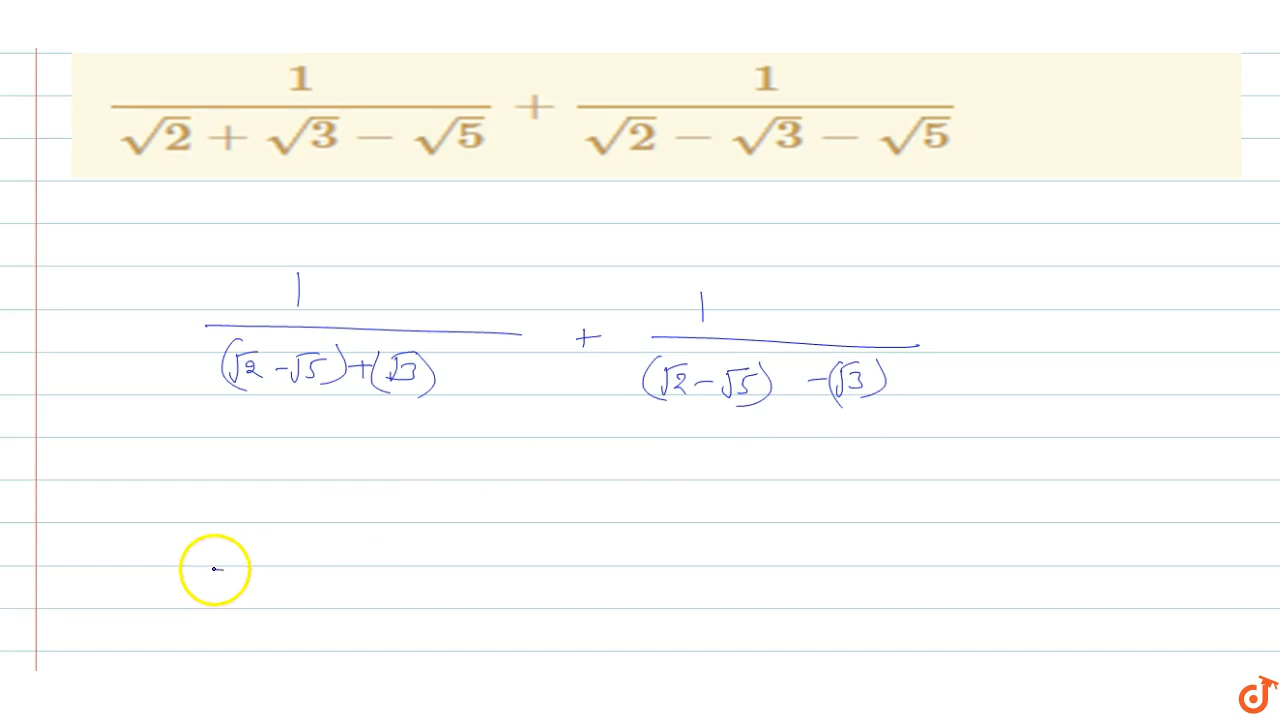 1/(√2 + √3 − √5) + 1/(√2 − √3 − √5)
1/((√2 − √5) + (√3)) + 1/((√2 − √5) − (√3))